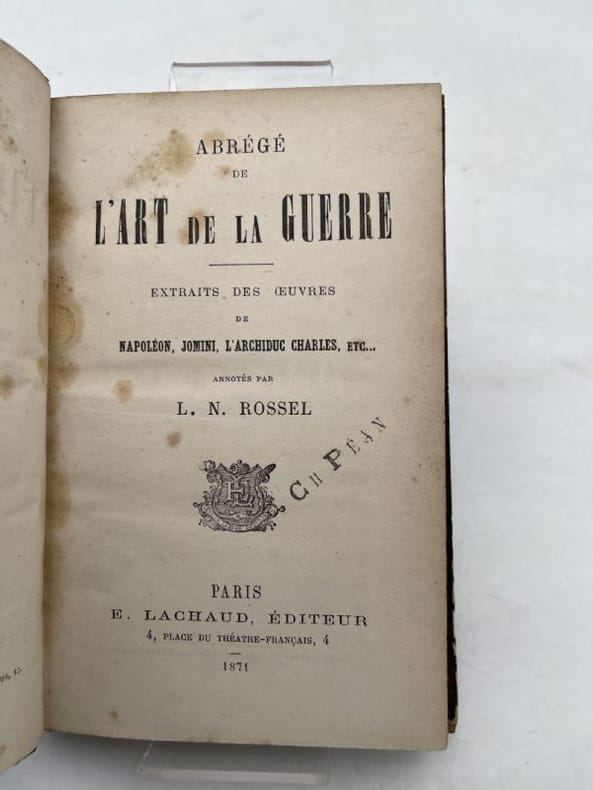 ABRÉGÉ
DE
L'ART DE LA GUERRE
EXTRAITS DES ŒUVRES
DE
NAPOLÉON, JOMINI, L'ARCHIDUC CHARLES, ETC...
ANNOTÉS PAR
L. N. ROSSEL
CH PÉAN
PARIS
E. LACHAUD, ÉDITEUR
4, PLACE DU THÉATRE-FRANÇAIS, 4
1871